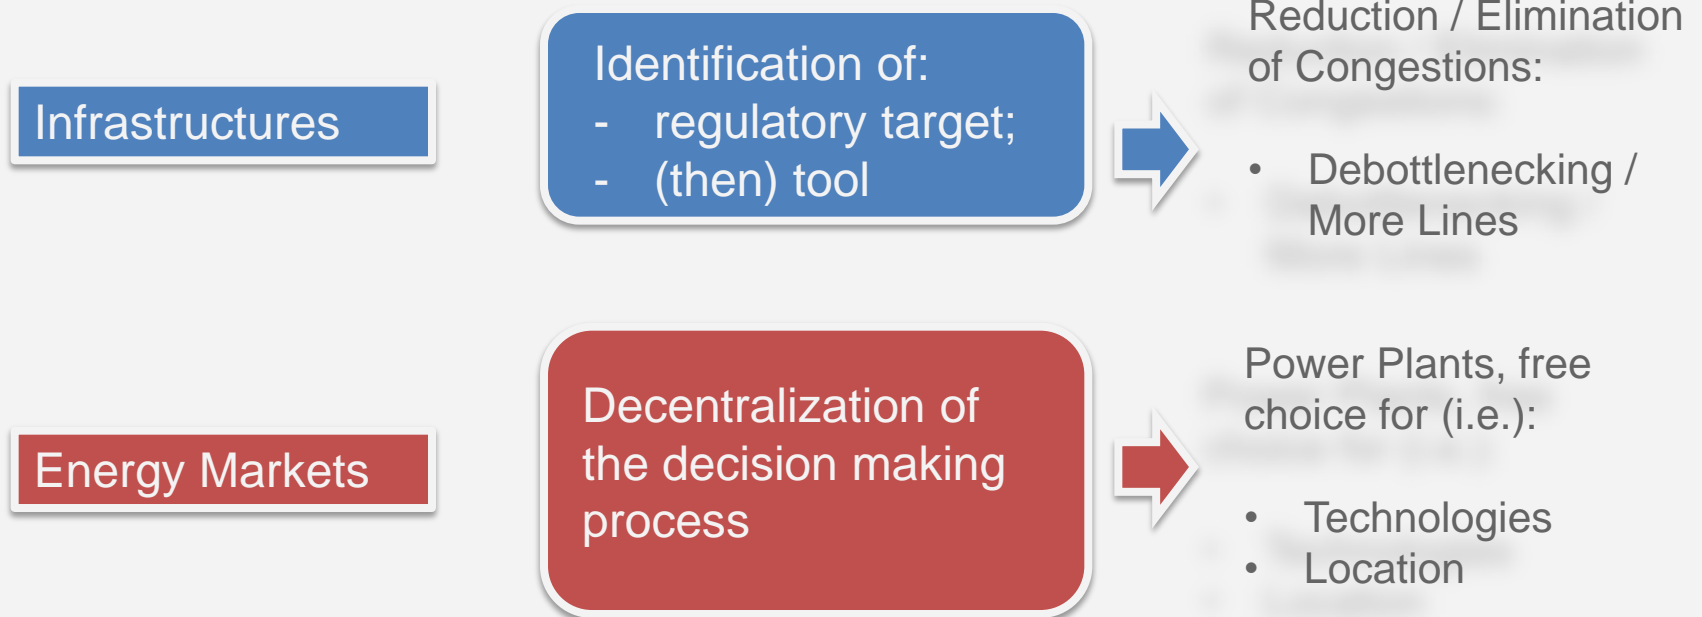 Infrastructures
Identification of:
- regulatory target;
- (then) tool
Reduction / Elimination
of Congestions:
• Debottlenecking /
More Lines
Energy Markets
Decentralization of
the decision making
process
Power Plants, free
choice for (i.e.):
• Technologies
• Location